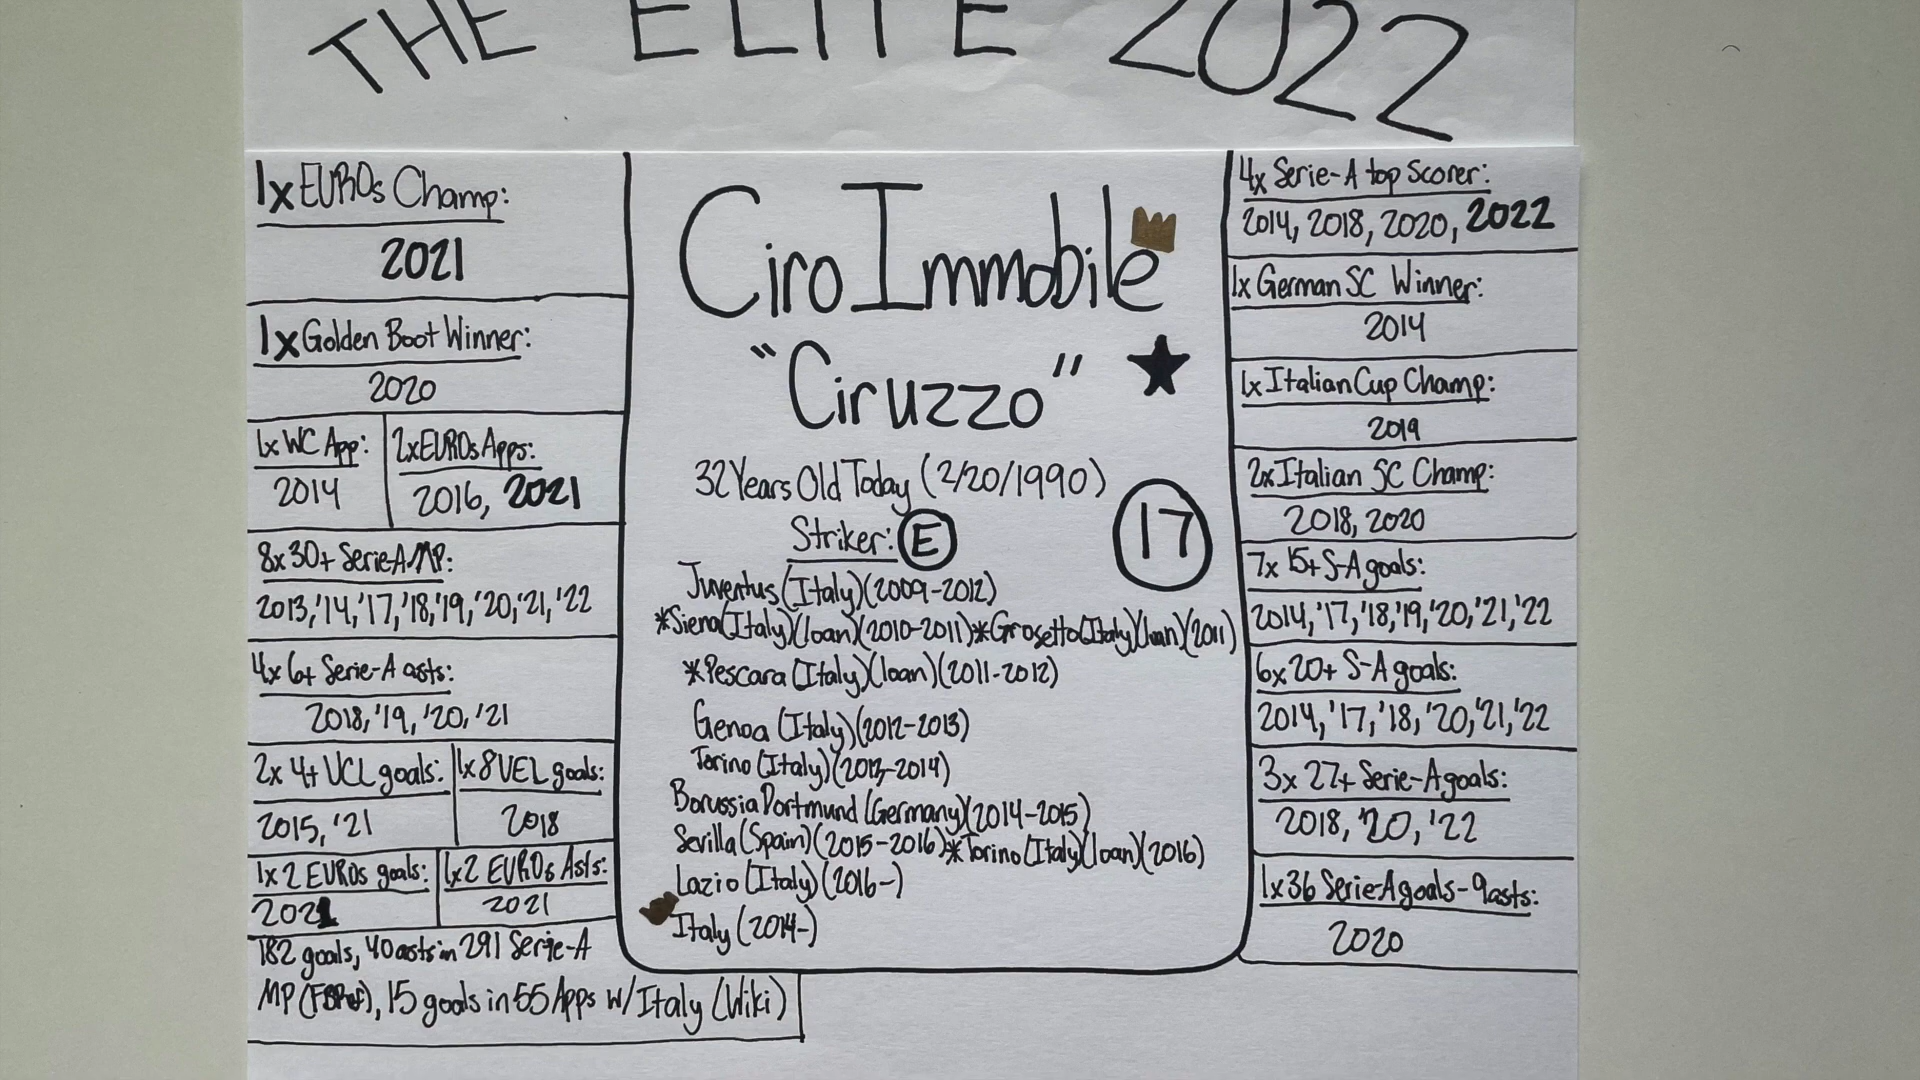 THE ELITE 2022
1x EUROs Champ:
2021
1x Golden Boot Winner:
2020
1x WC App:
2014
2x EUROs Apps:
2016, 2021
8x 30+ Serie-A MP:
2013, '14, '17, '18, '19, '20, '21, '22
4x 6+ Serie-A asts:
2018, '19, '20, '21
2x 4+ UCL goals:
2015, '21
1x 8 VEL goals:
2018
1x 2 EUROs goals:
2021
1x2 EUROs Asts:
2021
182 goals, 40 asts in 291 Serie-A
MP (FBRef), 15 goals in 55 Apps w/ Italy (Wiki)
Ciro Immobile
"Ciruzzo"
32 Years Old Today (2/20/1990)
Striker: E
17
Juventus (Italy) (2009-2012)
*Siena (Italy) (loan) (2010-2011) *Grosetto (Italy) (loan) (2011)
*Pescara (Italy) (loan) (2011-2012)
Genoa (Italy) (2012-2013)
Torino (Italy) (2013-2014)
Borussia Dortmund (Germany) (2014-2015)
Sevilla (Spain) (2015-2016) *Torino (Italy) (loan) (2016)
Lazio (Italy) (2016-)
Italy (2014-)
4x Serie-A top Scorer:
2014, 2018, 2020, 2022
1x German SC Winner:
2014
1x Italian Cup Champ:
2019
2x Italian SC Champ:
2018, 2020
7x 15+ S-A goals:
2014, '17, '18, '19, '20, '21, '22
6x 20+ S-A goals:
2014, '17, '18, '20, '21, '22
3x 27+ Serie-A goals:
2018, '20, '22
1x 36 Serie-A goals - 9 asts:
2020